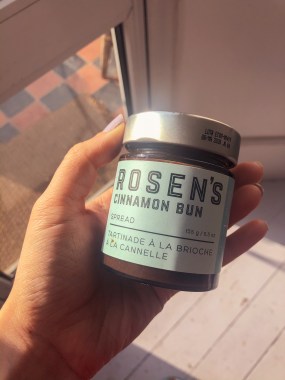 ROSEN'S
CINNAMON BUN
SPREAD
TARTINADE À LA BRIOCHE
À LA CANNELLE